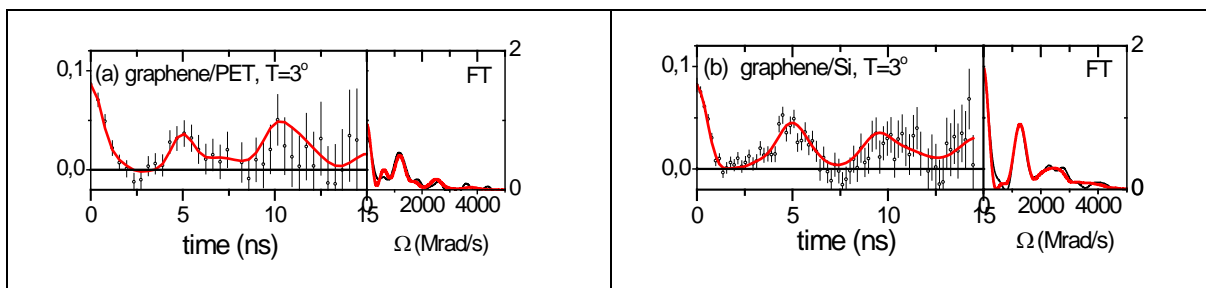 2
0,1
(a) graphene/PET, T=3º
FT
0,0
0
0
5
10
15
0
2000
4000
time (ns)
Ω (Mrad/s)
2
0,1
(b) graphene/Si, T=3º
FT
0,0
0
0
5
10
15
0
2000
4000
time (ns)
Ω (Mrad/s)